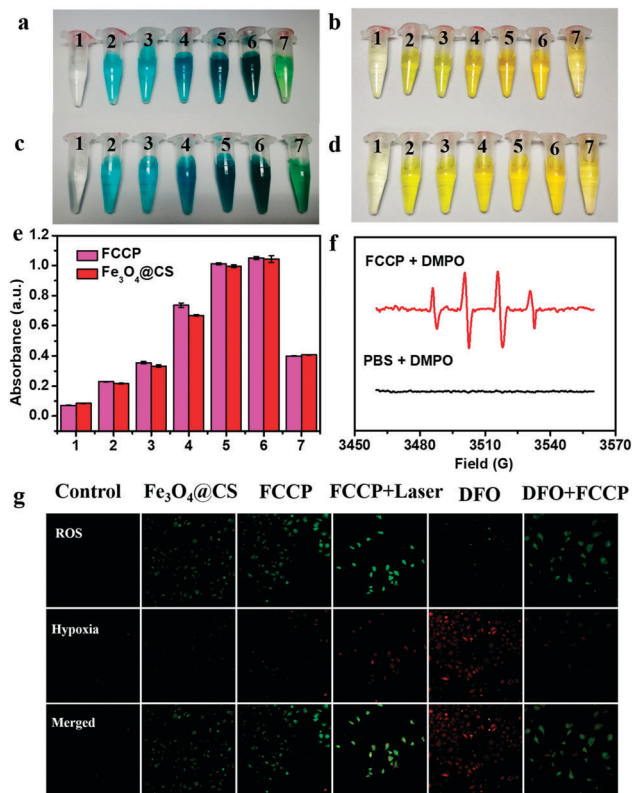 a
1 2 3 4 5 6 7
b
1 2 3 4 5 6 7
c
1 2 3 4 5 6 7
d
1 2 3 4 5 6 7
e
FCCP
Fe₃O₄@CS
Absorbance (a.u.)
1.2
1.0
0.8
0.6
0.4
0.2
0.0
1 2 3 4 5 6 7
f
FCCP + DMPO
PBS + DMPO
3450 3480 3510 3540 3560
Field (G)
g
Control Fe₃O₄@CS FCCP FCCP+Laser DFO DFO+FCCP
ROS
Hypoxia
Merged